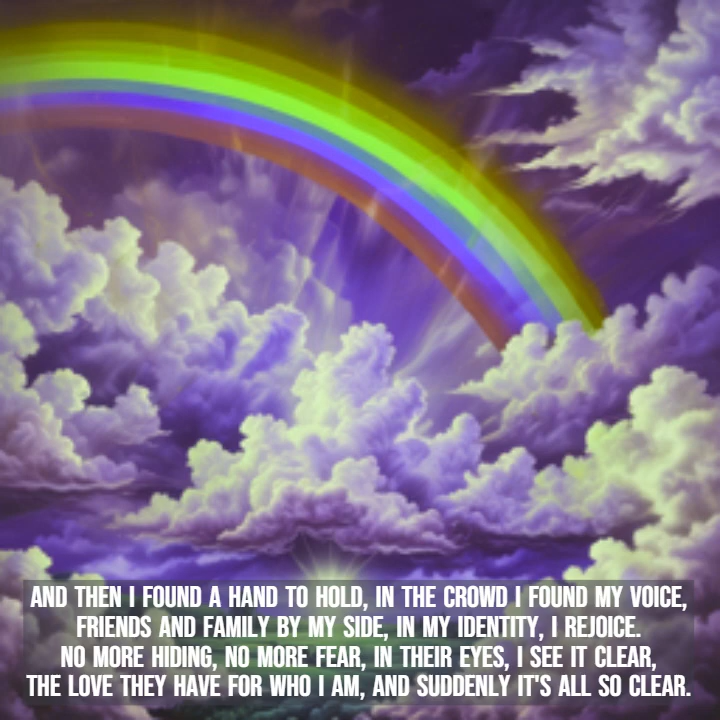 AND THEN I FOUND A HAND TO HOLD, IN THE CROWD I FOUND MY VOICE,
FRIENDS AND FAMILY BY MY SIDE, IN MY IDENTITY, I REJOICE.
NO MORE HIDING, NO MORE FEAR, IN THEIR EYES, I SEE IT CLEAR,
THE LOVE THEY HAVE FOR WHO I AM, AND SUDDENLY IT'S ALL SO CLEAR.